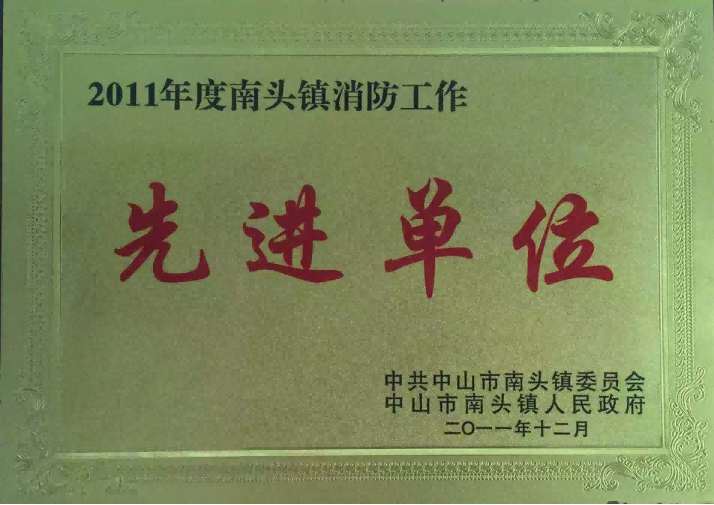 2011年度南头镇消防工作
先进单位
中共中山市南头镇委员会
中山市南头镇人民政府
二〇一一年十二月